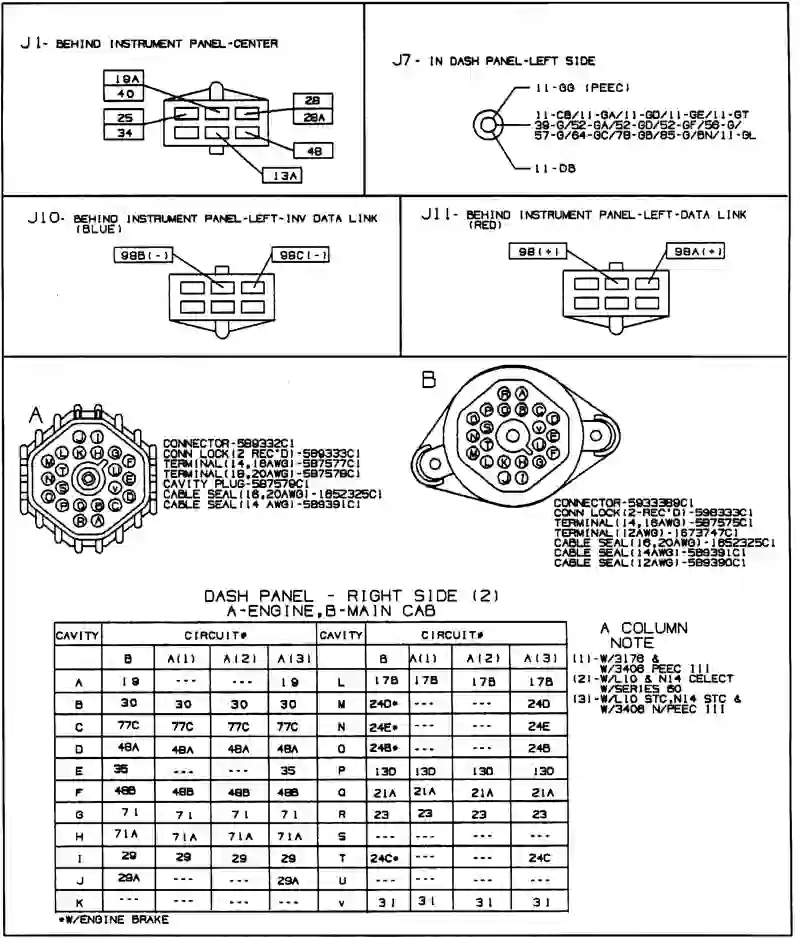 J1- BEHIND INSTRUMENT PANEL-CENTER
19A
40
25
34
2B
28A
48
13A
J7- IN DASH PANEL-LEFT SIDE
11-GG (PEEC)
11-CB/11-GA/11-GD/11-GE/11-GT
39-G/52-GA/52-GD/52-GF/56-G/
57-G/64-GC/78-GB/85-G/BN/11-GL
11-DB
J10- BEHIND INSTRUMENT PANEL-LEFT-INV DATA LINK
(BLUE)
98B(-)
98C(-)
J11- BEHIND INSTRUMENT PANEL-LEFT-DATA LINK
(RED)
98(+)
98A(+)
A
J I
L K H G
M T U F
N V E
O S D
P Q B C
R A
CONNECTOR-589332C1
CONN LOCK(2 REC'D)-589333C1
TERMINAL(14,16AWG)-587577C1
TERMINAL(18,20AWG)-587578C1
CAVITY PLUG-587579C1
CABLE SEAL(18,20AWG)-1652325C1
CABLE SEAL(14 AWG)-589391C1
B
R A
P Q B C
O S D
N V E
M T U F
L K H G
J I
CONNECTOR-5933389C1
CONN LOCK(2-REC'D)-598333C1
TERMINAL(14,16AWG)-587575C1
TERMINAL(12AWG)-1673747C1
CABLE SEAL(18,20AWG)-1652325C1
CABLE SEAL(14AWG)-589391C1
CABLE SEAL(12AWG)-589390C1
DASH PANEL - RIGHT SIDE (2)
A-ENGINE,B-MAIN CAB
CAVITY CIRCUIT# CAVITY CIRCUIT#
B A(1) A(2) A(3) B A(1) A(2) A(3)
A 19 --- --- 19 L 17B 17B 17B 17B
B 30 30 30 30 M 24D* --- --- 24D
C 77C 77C 77C 77C N 24E* --- --- 24E
D 48A 48A 48A 48A O 24B* --- --- 24B
E 35 --- --- 35 P 13D 13D 13D 13D
F 48B 48B 48B 48B Q 21A 21A 21A 21A
G 71 71 71 71 R 23 23 23 23
H 71A 71A 71A 71A S --- --- --- ---
I 29 29 29 29 T 24C* --- --- 24C
J 29A --- --- 29A U --- --- --- ---
K --- --- --- --- V 31 31 31 31
*W/ENGINE BRAKE
A COLUMN
NOTE
(1)-W/3176 &
W/3406 PEEC III
(2)-W/L10 & N14 CELECT
W/SERIES 60
(3)-W/L10 STC,N14 STC &
W/3406 N/PEEC III